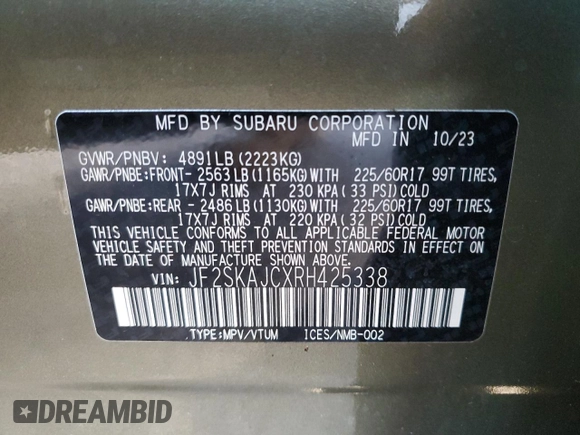 MFD BY SUBARU CORPORATION
MFD IN 10/23
GVWR/PNBV: 4891LB(2223KG)
GAWR/PNBE:FRONT- 2563LB(1165KG)WITH 225/60R17 99T TIRES,
17X7J RIMS AT 230 KPA( 33 PSI)COLD
GAWR/PNBE:REAR - 2486LB(1130KG)WITH 225/60R17 99T TIRES,
17X7J RIMS AT 220 KPA( 32 PSI)COLD
THIS VEHICLE CONFORMS TO ALL APPLICABLE FEDERAL MOTOR
VEHICLE SAFETY AND THEFT PREVENTION STANDARDS IN EFFECT ON
THE DATE OF MANUFACTURE SHOWN ABOVE.
VIN: JF2SKAJCXRH425338
TYPE:MPV/VTUM ICES/NMB-002
DREAMBID